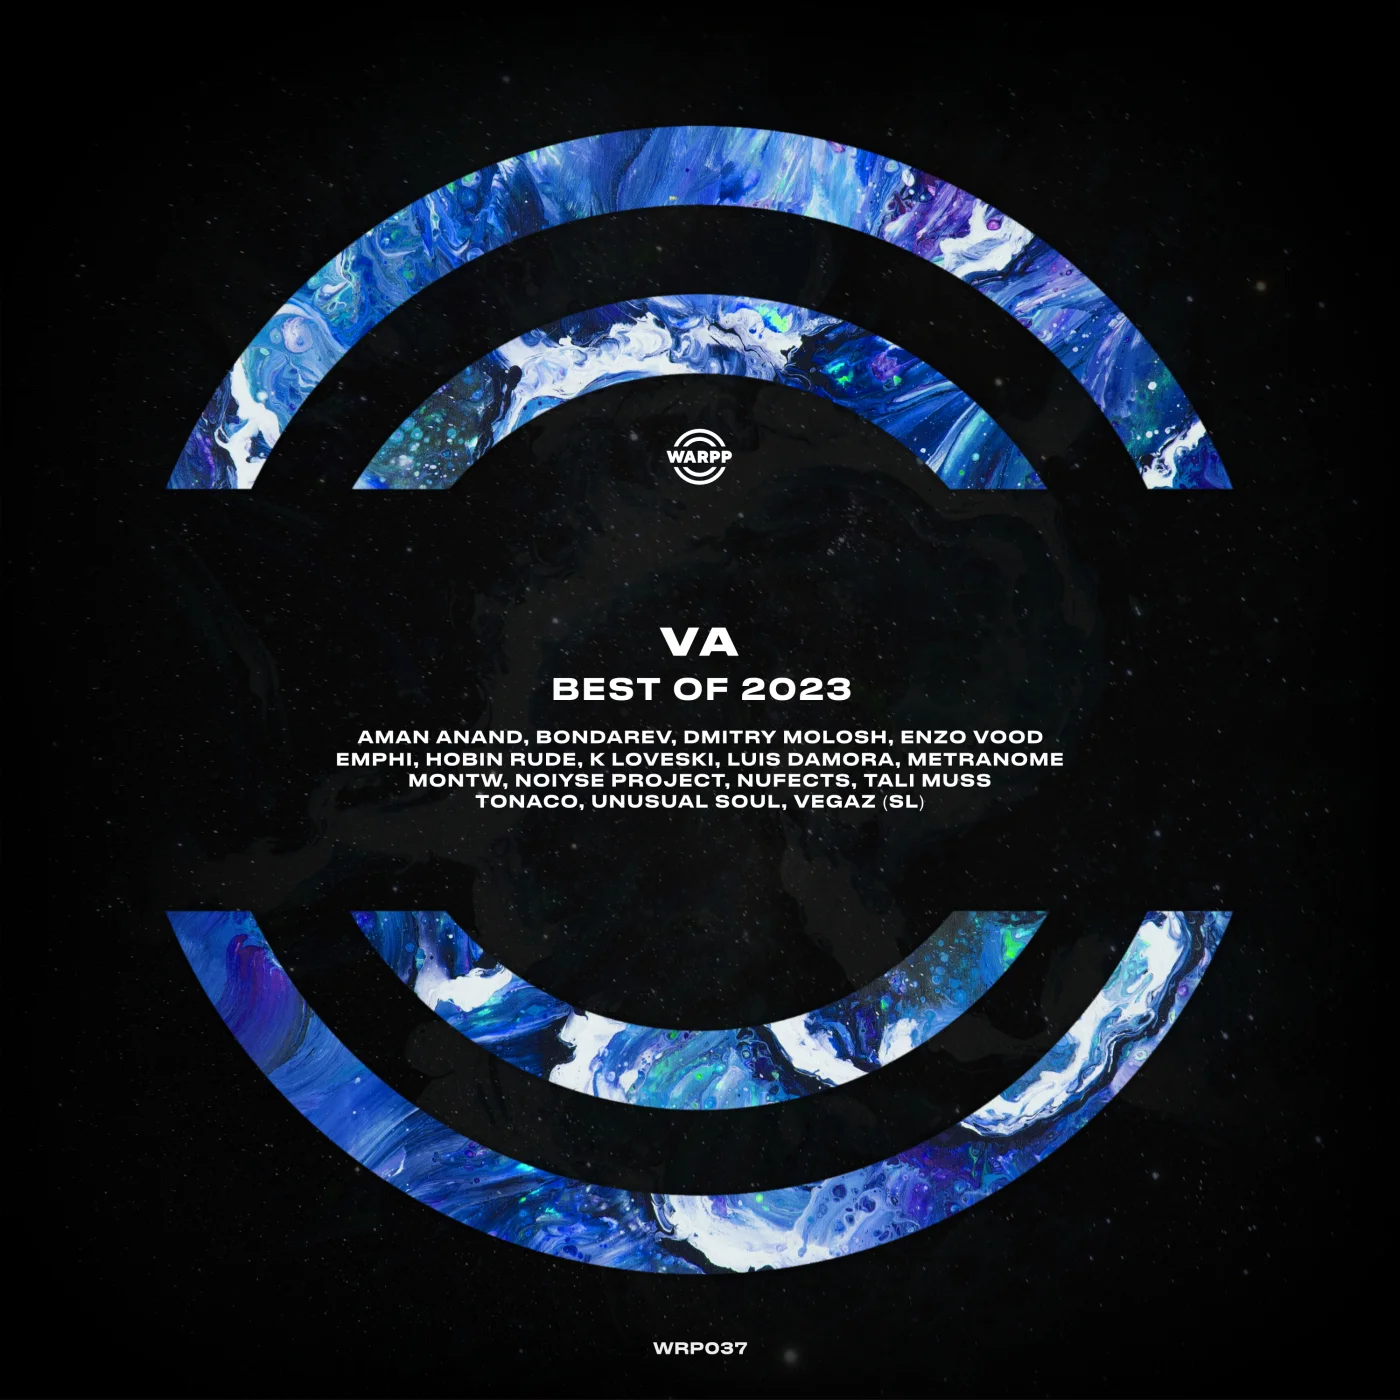 WARPP
VA
BEST OF 2023
AMAN ANAND, BONDAREV, DMITRY MOLOSH, ENZO VOOD
EMPHI, HOBIN RUDE, K LOVESKI, LUIS DAMORA, METRANOME
MONTW, NOIYSE PROJECT, NUFECTS, TALI MUSS
TONACO, UNUSUAL SOUL, VEGAZ (SL)
WRP037